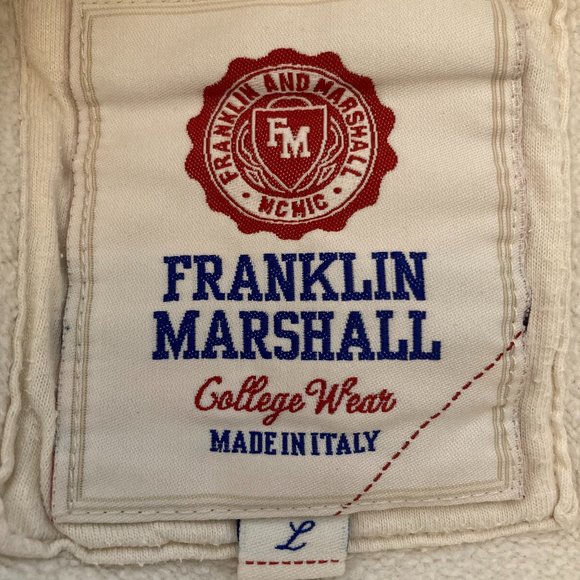 FRANKLIN AND MARSHALL
FM
· MCMIC ·
FRANKLIN
MARSHALL
College Wear
MADE IN ITALY
L